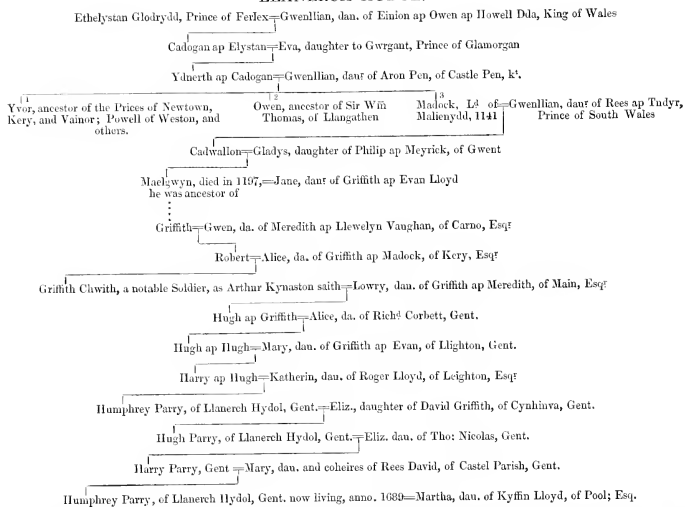 Ethelystan Glodrydd, Prince of Ferlex=Gwenllian, dan. of Einion ap Owen ap Howell Dda, King of Wales
Cadogan ap Elystan=Eva, daughter to Gwrgant, Prince of Glamorgan
Ydnerth ap Cadogan=Gwenllian, daur of Aron Pen, of Castle Pen, kt.
1 2 3
Yvor, ancestor of the Prices of Newtown, Owen, ancestor of Sir Wm̃ Madock, Ld of=Gwenllian, daur of Rees ap Tudyr,
Kery, and Vainor; Powell of Weston, and Thomas, of Llangathen Malienydd, 1141 Prince of South Wales
others.
Cadwallon=Gladys, daughter of Philip ap Meyrick, of Gwent
Maelgwyn, died in 1197,=Jane, daur of Griffith ap Evan Lloyd
he was ancestor of
Griffith=Gwen, da. of Meredith ap Llewelyn Vaughan, of Carno, Esqr
Robert=Alice, da. of Griffith ap Madock, of Kery, Esqr
Griffith Chwith, a notable Soldier, as Arthur Kynaston saith=Lowry, dau. of Griffith ap Meredith, of Main, Esqr
Hugh ap Griffith=Alice, da. of Richd Corbett, Gent.
Hugh ap Hugh=Mary, dau. of Griffith ap Evan, of Llighton, Gent.
Harry ap Hugh=Katherin, dau. of Roger Lloyd, of Leighton, Esqr
Humphrey Parry, of Llanerch Hydol, Gent.=Eliz., daughter of David Griffith, of Cynhinva, Gent.
Hugh Parry, of Llanerch Hydol, Gent.=Eliz. dau. of Tho: Nicolas, Gent.
Harry Parry, Gent=Mary, dau. and coheires of Rees David, of Castel Parish, Gent.
Humphrey Parry, of Llanerch Hydol, Gent. now living, anno. 1689=Martha, dau. of Kyffin Lloyd, of Pool; Esq.